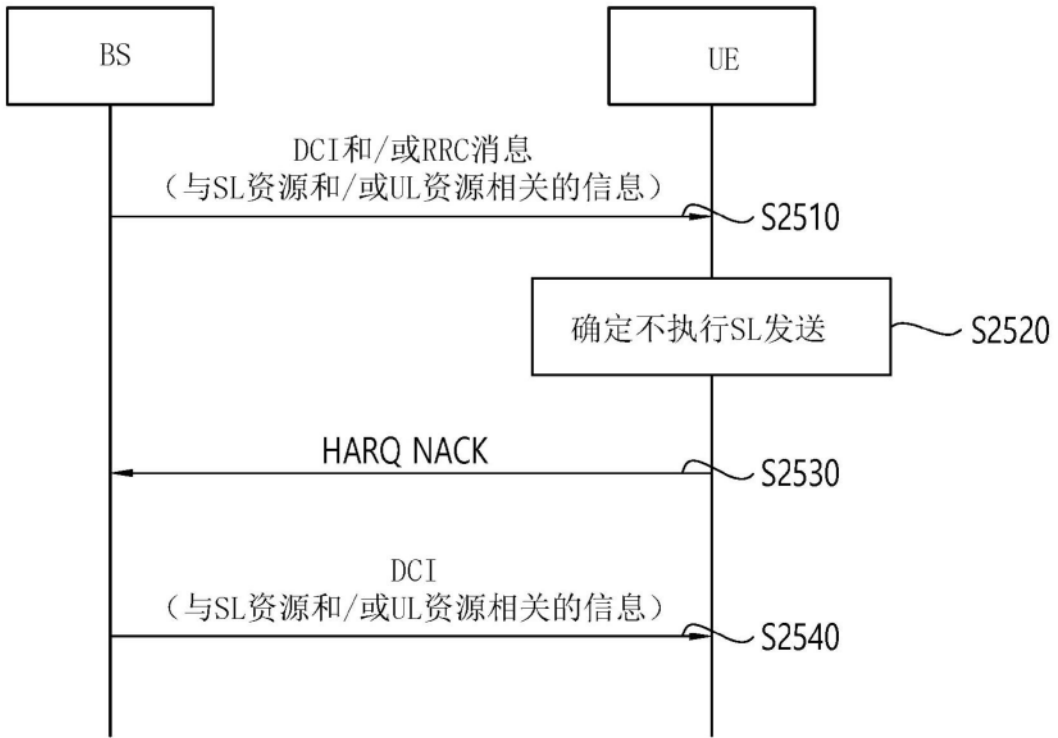 BS
UE
DCI和/或RRC消息
（与SL资源和/或UL资源相关的信息）
S2510
确定不执行SL发送
S2520
HARQ NACK
S2530
DCI
（与SL资源和/或UL资源相关的信息）
S2540